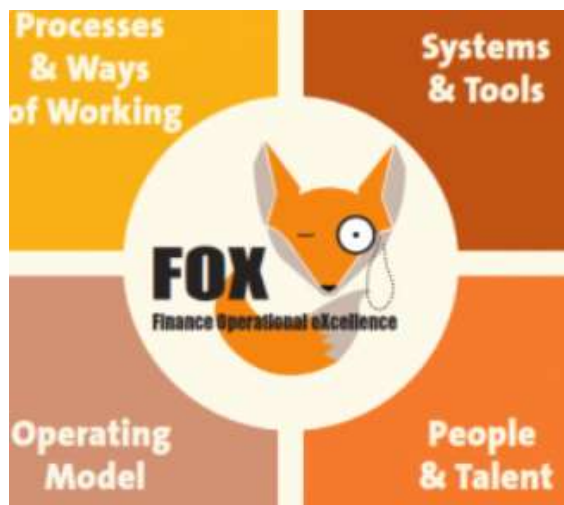 Processes
& Ways
of Working
Systems
& Tools
FOX
Finance Operational eXcellence
Operating
Model
People
& Talent